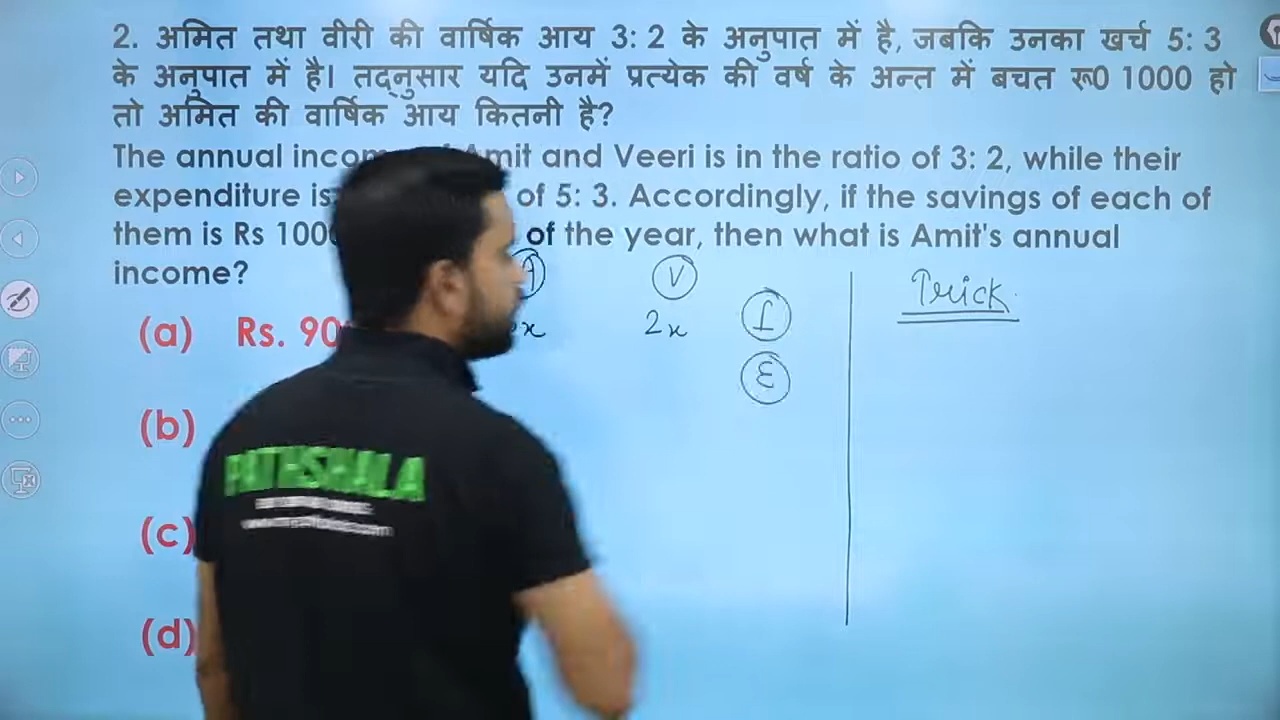 2. अमित तथा वीरी की वार्षिक आय 3: 2 के अनुपात में है, जबकि उनका खर्च 5: 3
के अनुपात में है। तद्नुसार यदि उनमें प्रत्येक की वर्ष के अन्त में बचत रू0 1000 हो
तो अमित की वार्षिक आय कितनी है?
The annual mit and Veeri is in the ratio of 3: 2, while their
expenditure is of 5: 3. Accordingly, if the savings of each of
them is Rs 100 of the year, then what is Amit's annual
income?
V
Trick
(a) Rs. 90
x 2x I
E
(b)
PATHSHALA
(c)
(d)